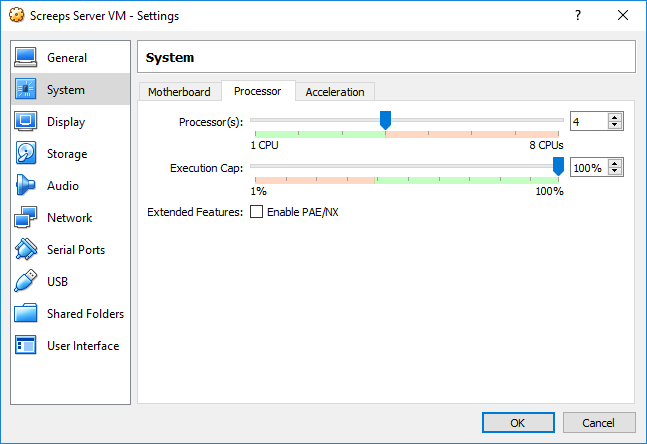 Screeps Server VM - Settings
?
General
System
Display
Storage
Audio
Network
Serial Ports
USB
Shared Folders
User Interface
System
Motherboard
Processor
Acceleration
Processor(s):
4
1 CPU
8 CPUs
Execution Cap:
100%
1%
100%
Extended Features:
Enable PAE/NX
OK
Cancel